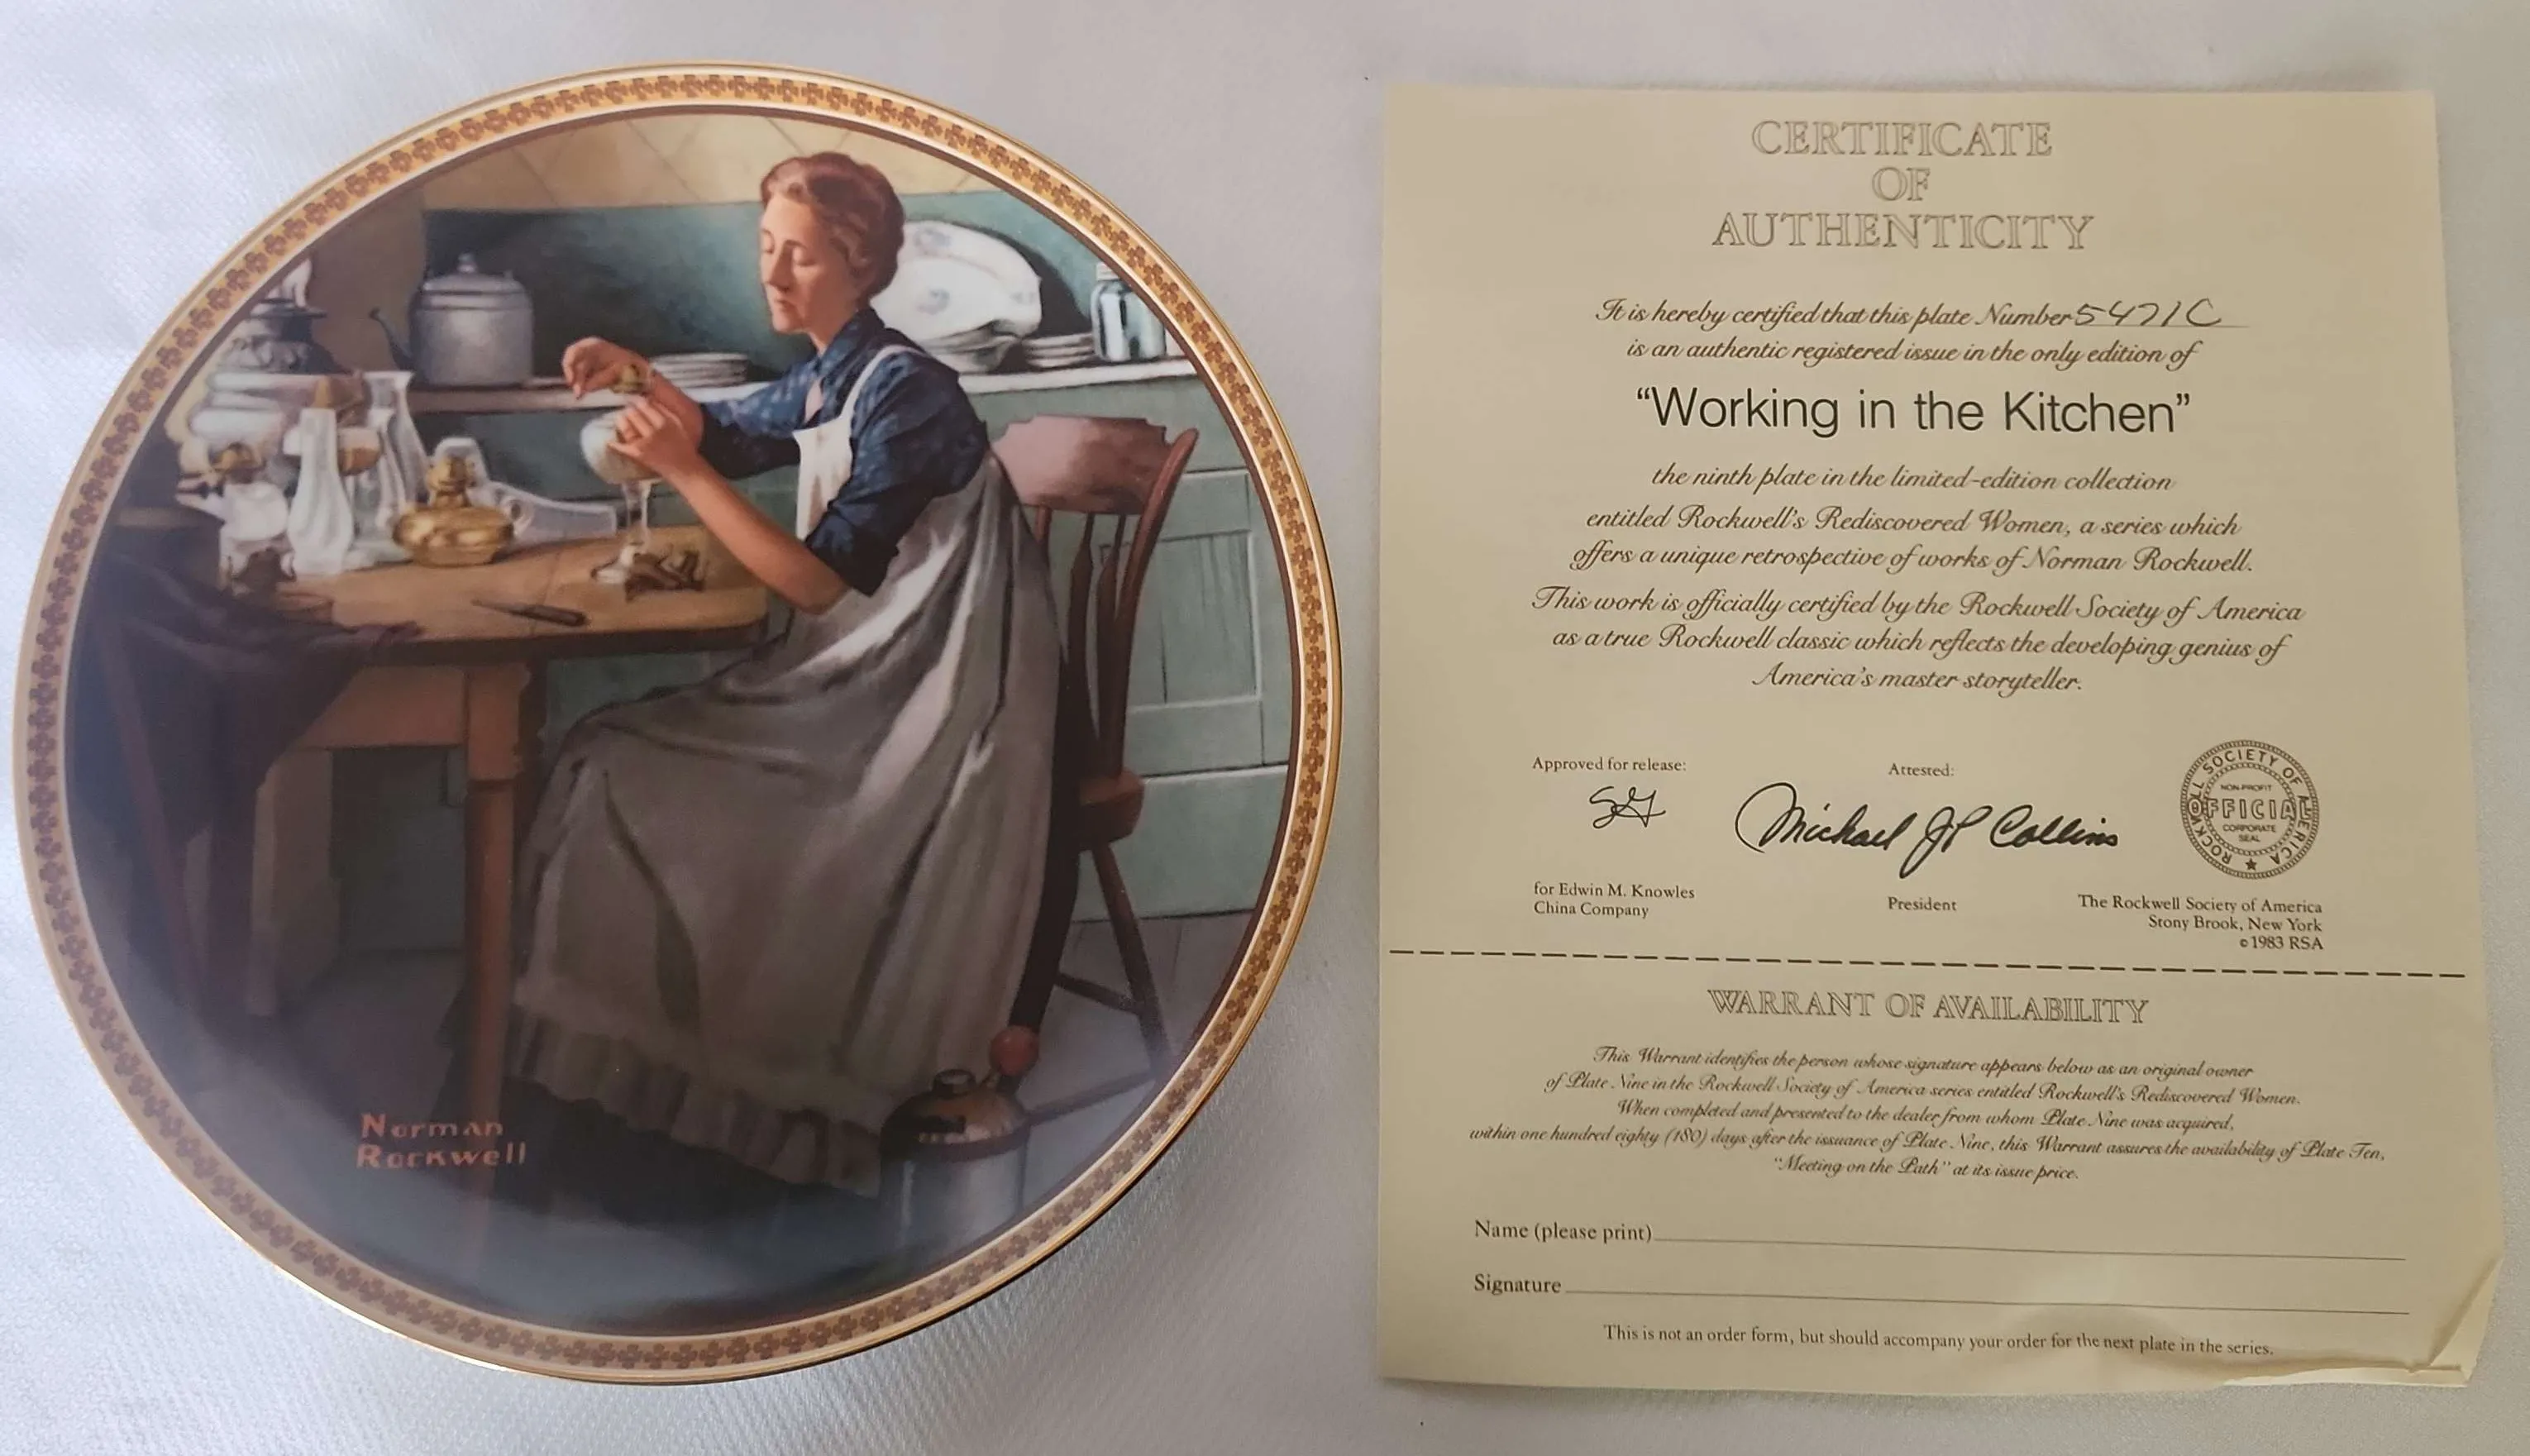 Norman
Rockwell
CERTIFICATE
OF
AUTHENTICITY
It is hereby certified that this plate Number 5471C
is an authentic registered issue in the only edition of
“Working in the Kitchen”
the ninth plate in the limited-edition collection
entitled Rockwell's Rediscovered Women, a series which
offers a unique retrospective of works of Norman Rockwell.
This work is officially certified by the Rockwell Society of America
as a true Rockwell classic which reflects the developing genius of
America's master storyteller.
Approved for release:
Attested:
Michael JP Collins
ROCKWELL SOCIETY OF AMERICA
NON-PROFIT
OFFICIAL
CORPORATE
SEAL
for Edwin M. Knowles
China Company
President
The Rockwell Society of America
Stony Brook, New York
©1983 RSA
WARRANT OF AVAILABILITY
This Warrant identifies the person whose signature appears below as an original owner
of Plate Nine in the Rockwell Society of America series entitled Rockwell's Rediscovered Women.
When completed and presented to the dealer from whom Plate Nine was acquired,
within one hundred eighty (180) days after the issuance of Plate Nine, this Warrant assures the availability of Plate Ten,
“Meeting on the Path” at its issue price.
Name (please print)
Signature
This is not an order form, but should accompany your order for the next plate in the series.